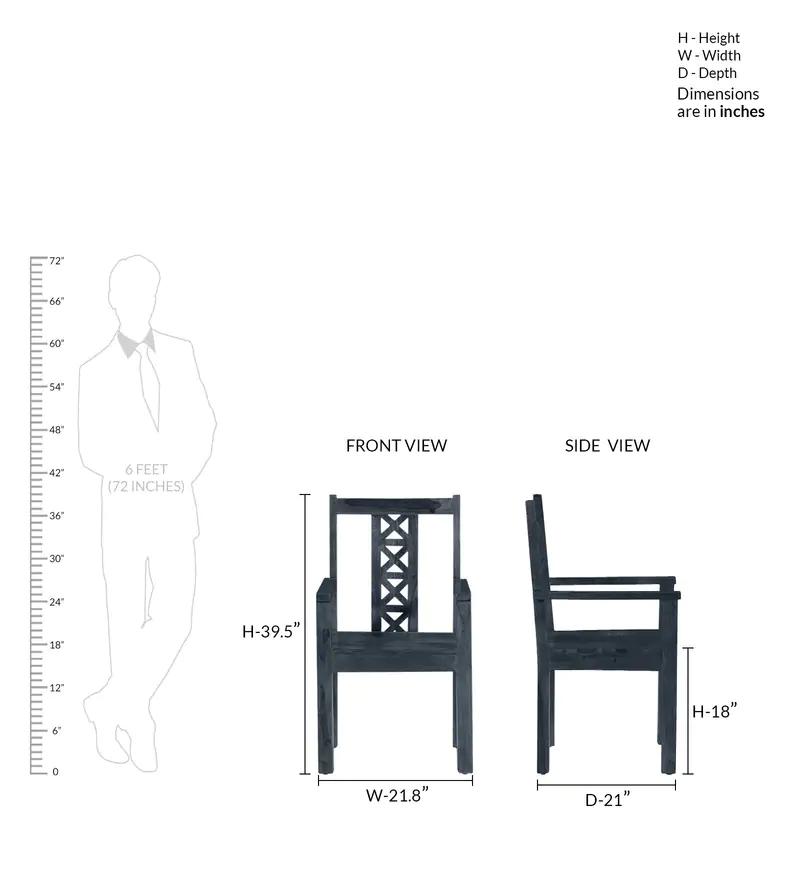 H - Height
W - Width
D - Depth
Dimensions
are in inches
72"
66"
60"
54"
48"
42"
36"
30"
24"
18"
12"
6"
0
6 FEET
(72 INCHES)
FRONT VIEW
SIDE VIEW
H-39.5”
H-18”
W-21.8”
D-21”